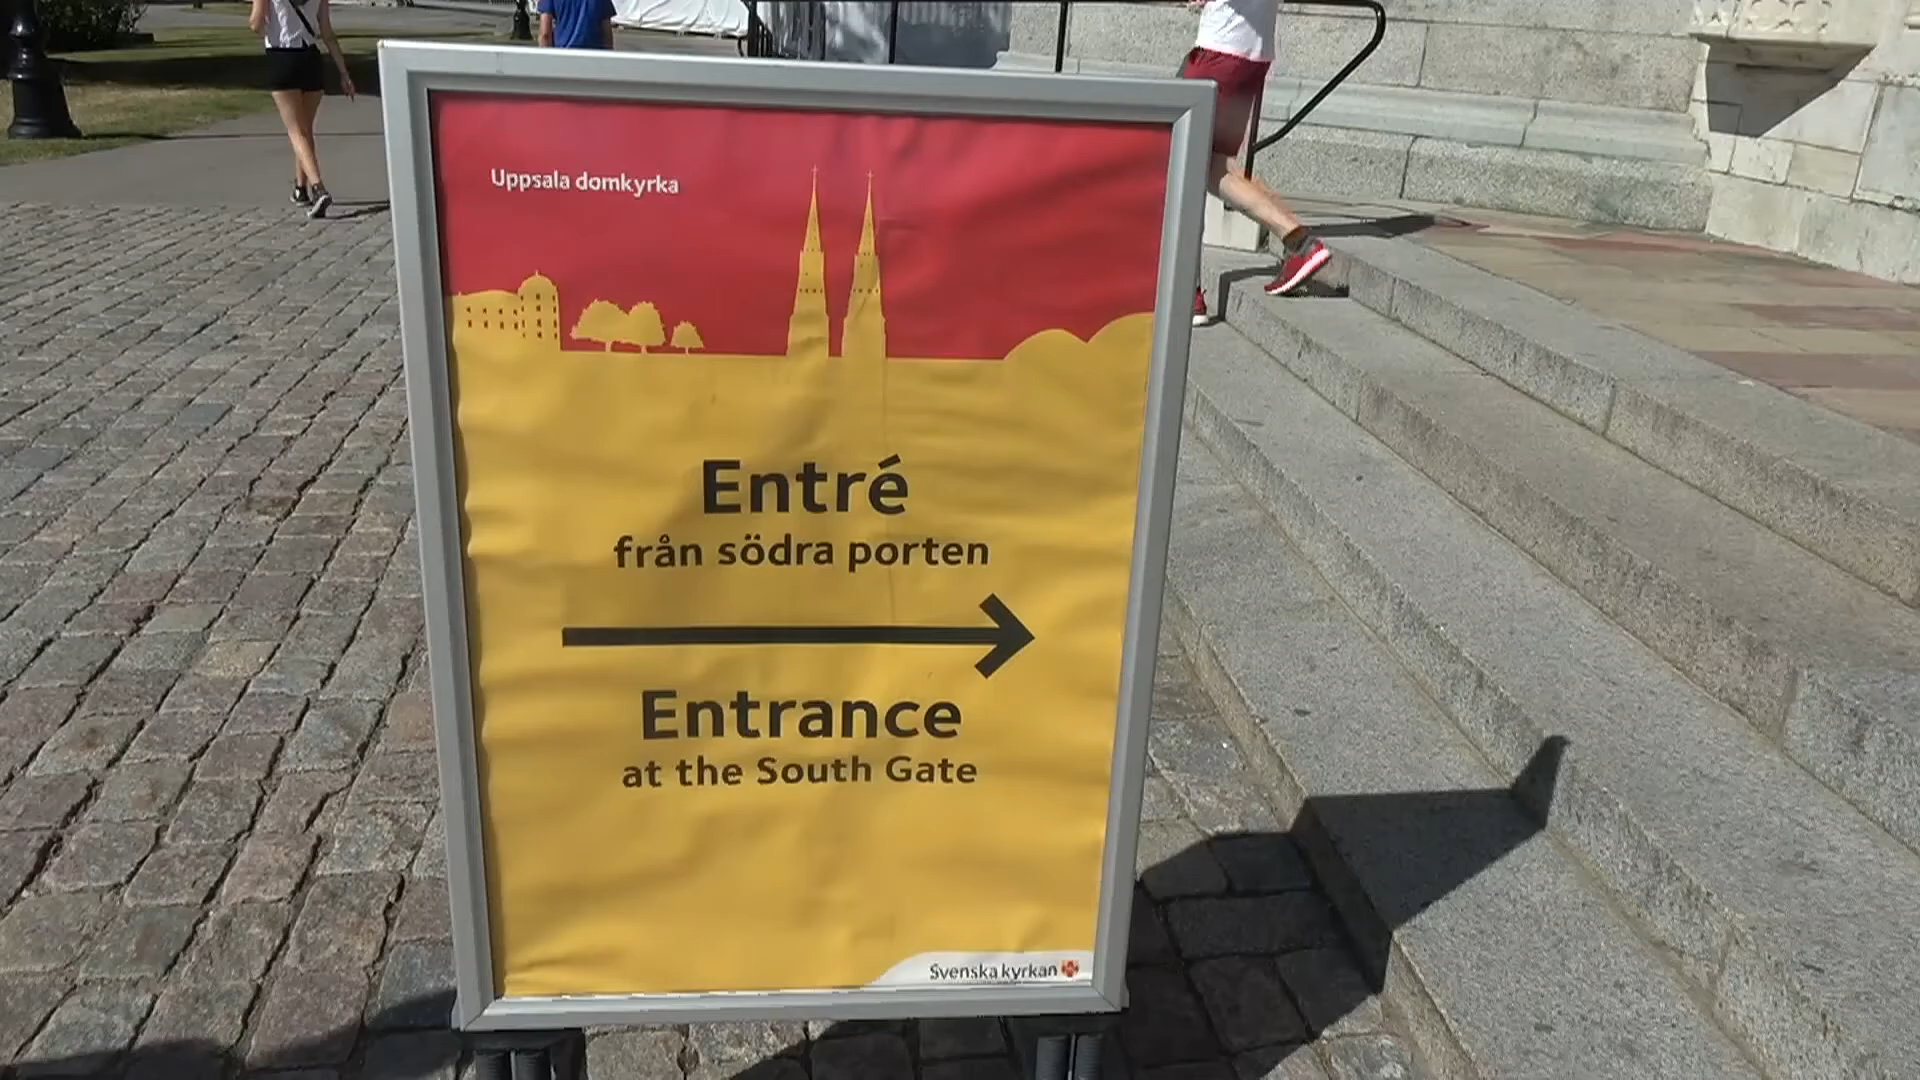 Uppsala domkyrka
Entré
från södra porten
Entrance
at the South Gate
Svenska kyrkan